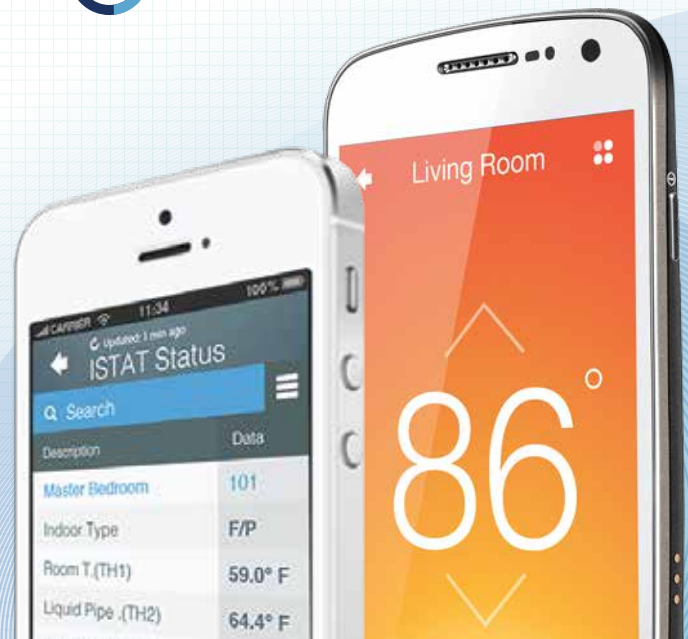 Living Room
86°
CARRIER 11:34 100%
Updated: 1 min ago
ISTAT Status
Search
Description Data
Master Bedroom 101
Indoor Type F/P
Room T.(TH1) 59.0° F
Liquid Pipe .(TH2) 64.4° F